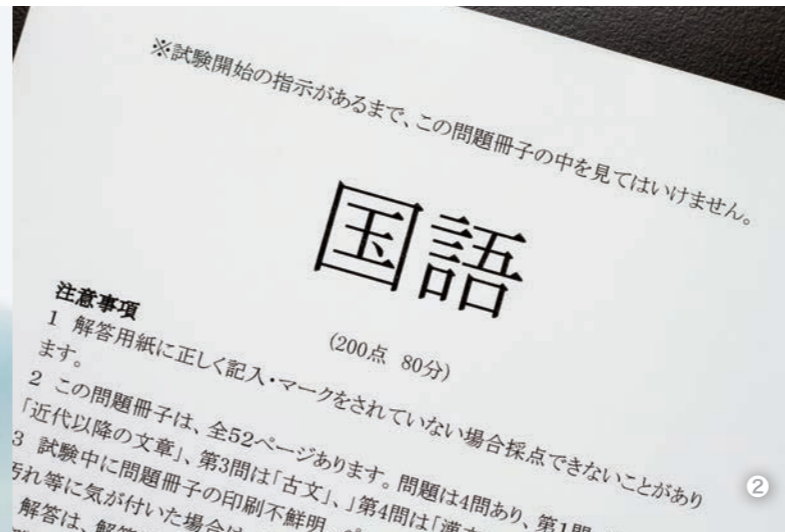 ※試験開始の指示があるまで、この問題冊子の中を見てはいけません。
国語
(200点 80分)
注意事項
1 解答用紙に正しく記入・マークをされていない場合採点できないことがあり
ます。
2 この問題冊子は、全52ページあります。問題は4問あり、第1問
「近代以降の文章」、第3問は「古文」、」第4問は「漢文
3 試験中に問題冊子の印刷不鮮明
汚れ等に気が付いた場合は
解答は、解答
2